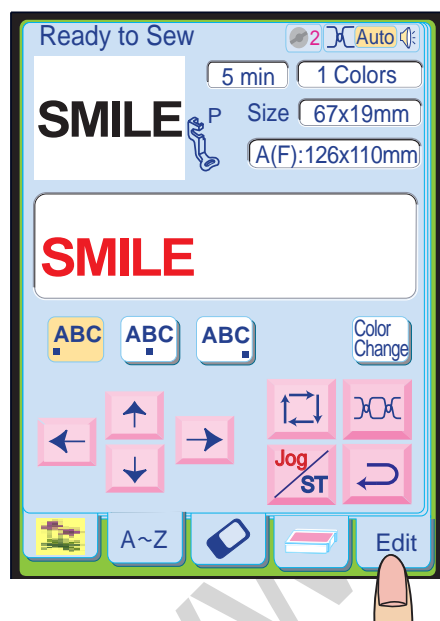 Ready to Sew
2 Auto
5 min 1 Colors
SMILE P Size 67x19mm
A(F):126x110mm
SMILE
ABC ABC ABC Color Change
Jog/ST
A~Z Edit